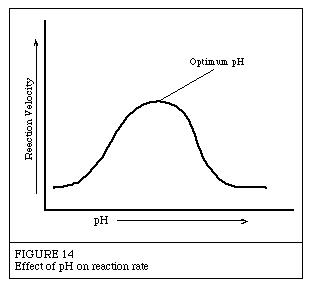 Optimum pH
Reaction Velocity
pH
FIGURE 14
Effect of pH on reaction rate